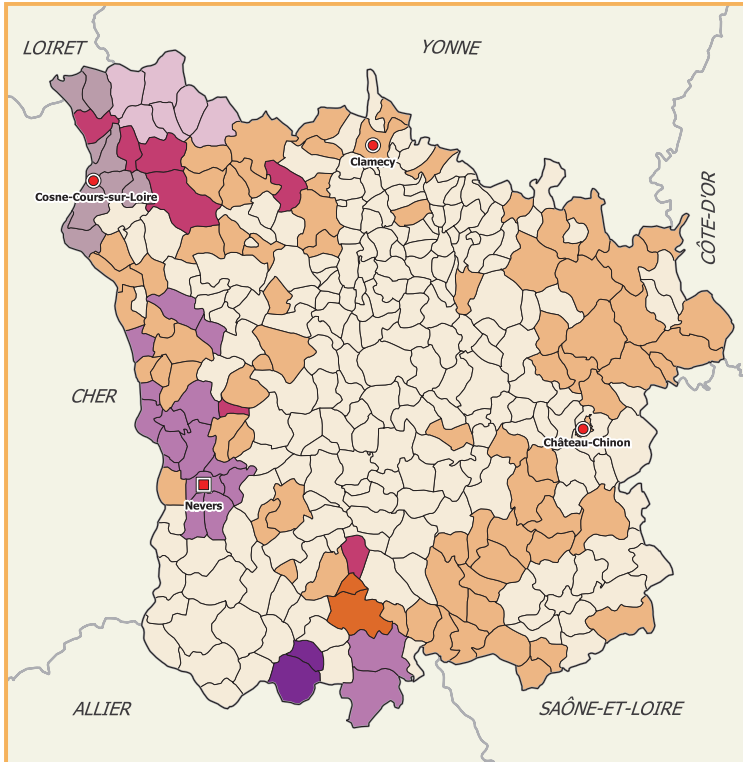 LOIRET
YONNE
Clamecy
Cosne-Cours-sur-Loire
CÔTE-D'OR
CHER
Château-Chinon
Nevers
ALLIER
SAÔNE-ET-LOIRE